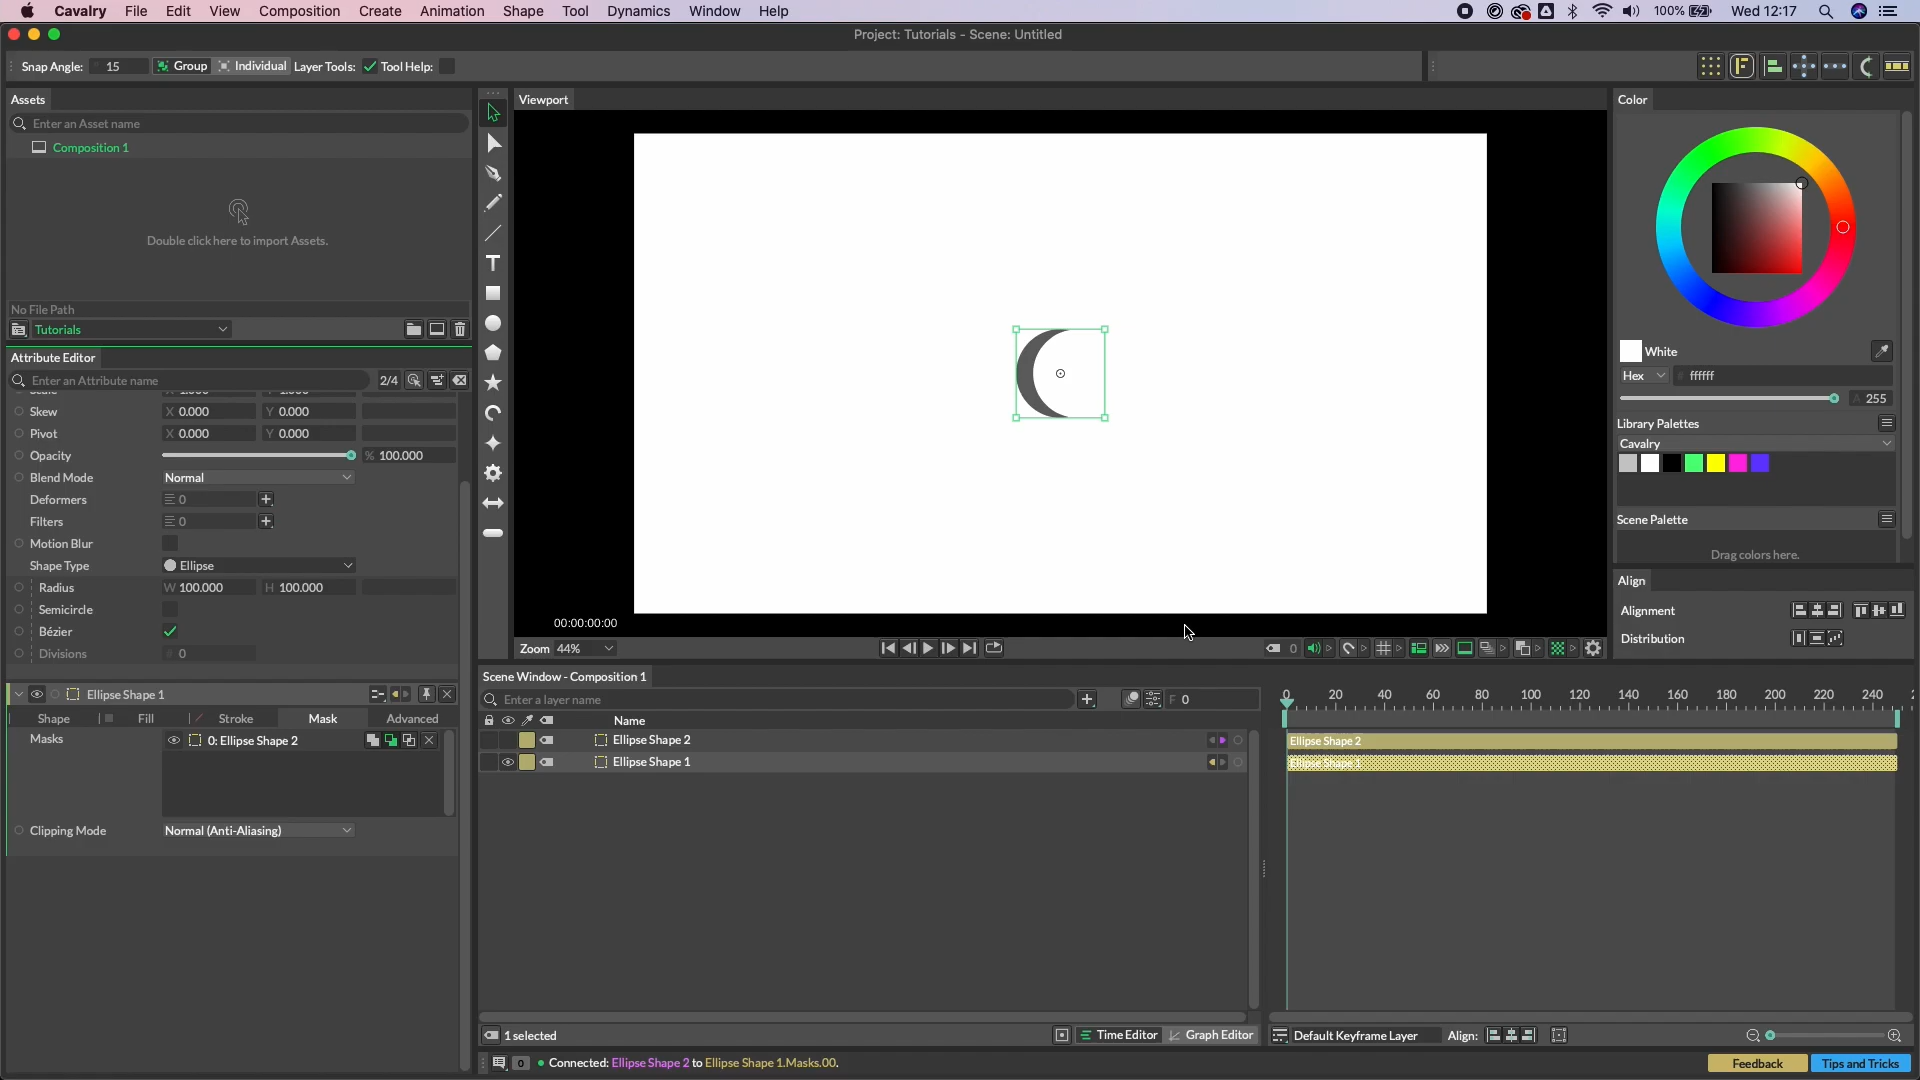 Cavalry File Edit View Composition Create Animation Shape Tool Dynamics Window Help 100% Wed 12:17
Project: Tutorials - Scene: Untitled
Snap Angle: 15 Group Individual Layer Tools: Tool Help:
Assets
Enter an Asset name
Composition 1
Double click here to import Assets.
No File Path
Tutorials
Attribute Editor
Enter an Attribute name 2/4
Skew X 0.000 Y 0.000
Pivot X 0.000 Y 0.000
Opacity % 100.000
Blend Mode Normal
Deformers 0
Filters 0
Motion Blur
Shape Type Ellipse
Radius W 100.000 H 100.000
Semicircle
Bézier
Divisions 0
Ellipse Shape 1
Shape Fill Stroke Mask Advanced
Masks 0: Ellipse Shape 2
Clipping Mode Normal (Anti-Aliasing)
Viewport
00:00:00:00
Zoom 44%
0
Scene Window - Composition 1
Enter a layer name F 0
Name
Ellipse Shape 2
Ellipse Shape 1
0 20 40 60 80 100 120 140 160 180 200 220 240
Ellipse Shape 2
Ellipse Shape 1
1 selected
Time Editor Graph Editor
Default Keyframe Layer Align:
0 Connected: Ellipse Shape 2 to Ellipse Shape 1.Masks.00.
Feedback Tips and Tricks
Color
White
Hex ffffff
A 255
Library Palettes
Cavalry
Scene Palette
Drag colors here.
Align
Alignment
Distribution